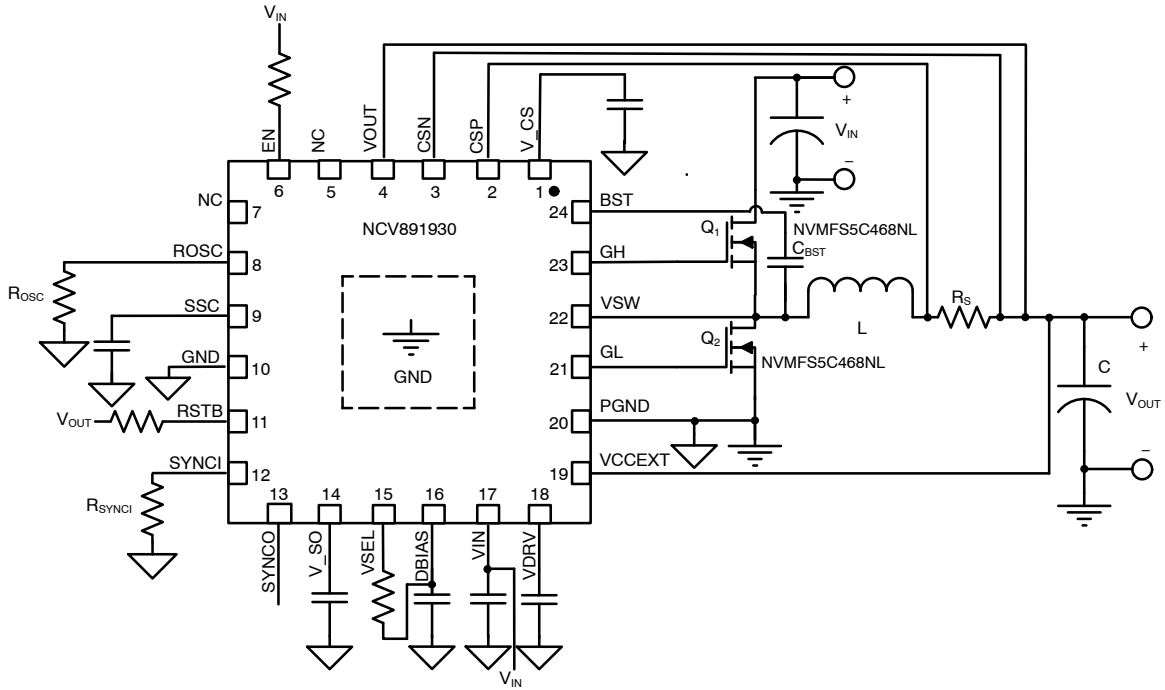 VIN
EN
NC
VOUT
CSN
CSP
V_CS
6
5
4
3
2
1
+
VIN
−
NC
7
NCV891930
24
BST
Q1
NVMFS5C468NL
CBST
ROSC
8
23
GH
ROSC
SSC
9
22
VSW
L
RS
+
GND
10
GND
21
GL
Q2
NVMFS5C468NL
C
VOUT
VOUT
RSTB
11
20
PGND
−
SYNCI
12
19
VCCEXT
RSYNCI
13
14
15
16
17
18
SYNCO
V_SO
VSEL
DBIAS
VIN
VDRV
VIN